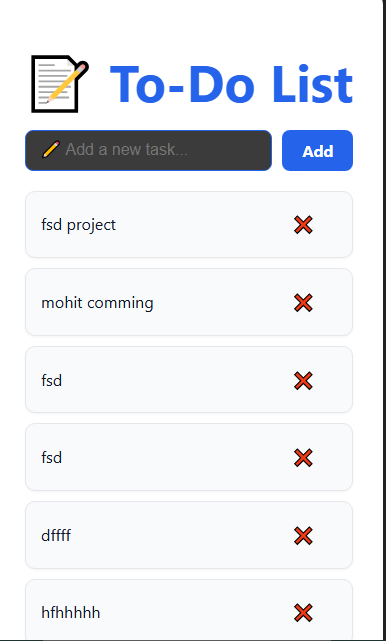 To-Do List
Add a new task...
Add
fsd project
mohit comming
fsd
fsd
dffff
hfhhhhh